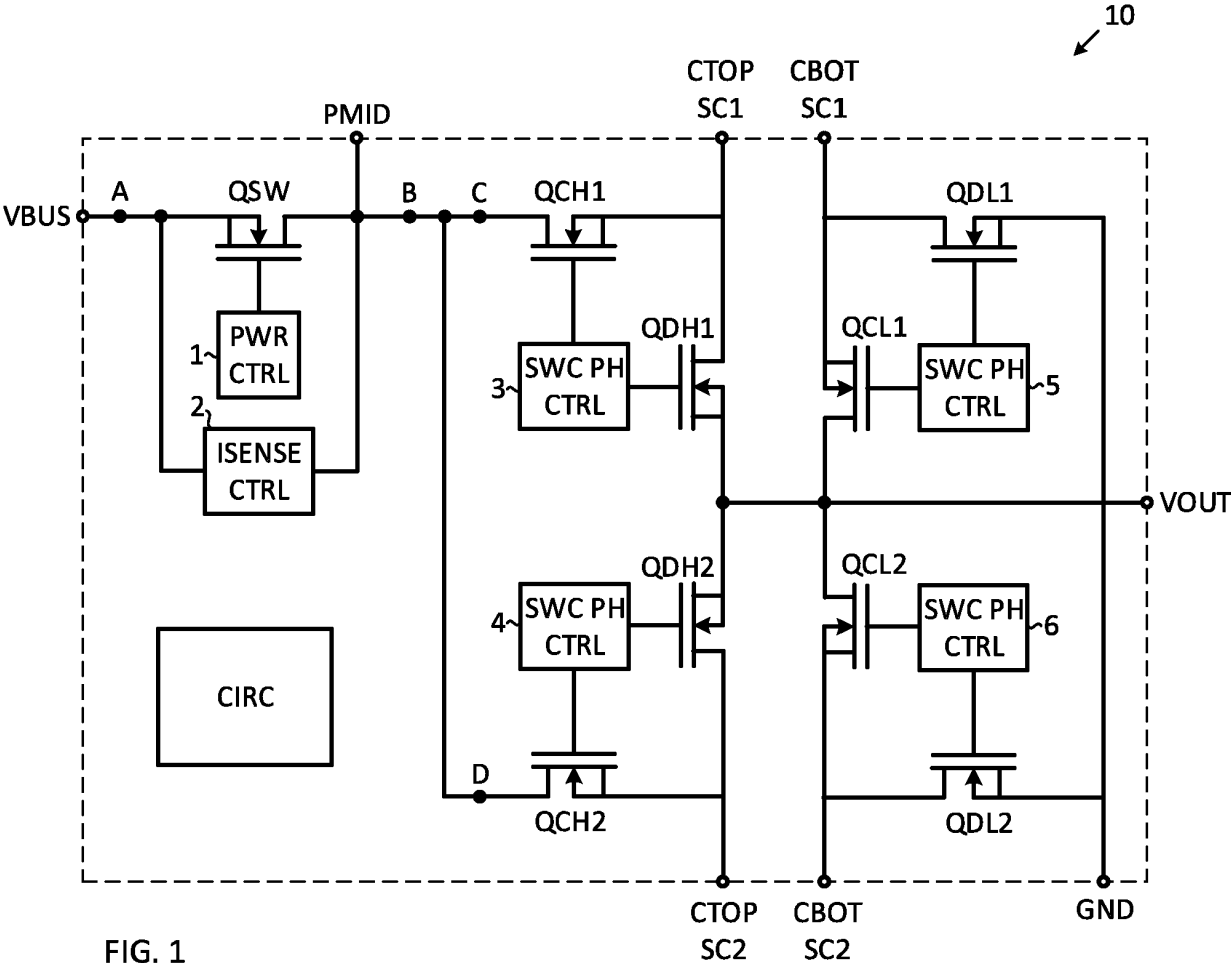 10
CTOP
SC1
CBOT
SC1
PMID
VBUS
A
QSW
B
C
QCH1
QDL1
1
PWR
CTRL
QDH1
QCL1
3
SWC PH
CTRL
SWC PH
CTRL
5
2
ISENSE
CTRL
VOUT
QDH2
QCL2
4
SWC PH
CTRL
SWC PH
CTRL
6
CIRC
D
QCH2
QDL2
CTOP
SC2
CBOT
SC2
GND
FIG. 1